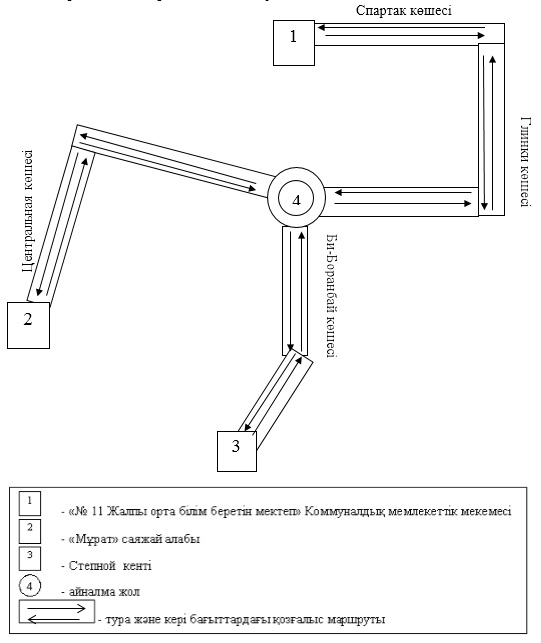 Спартак көшесі
1
Глинки көшесі
Центральная көшесі
4
Би-Боранбай көшесі
2
3
1 - «№ 11 Жалпы орта білім беретін мектеп» Коммуналдық мемлекеттік мекемесі
2 - «Мұрат» саяжай алабы
3 - Степной кенті
4 - айналма жол
- тура және кері бағыттардағы қозғалыс маршруты